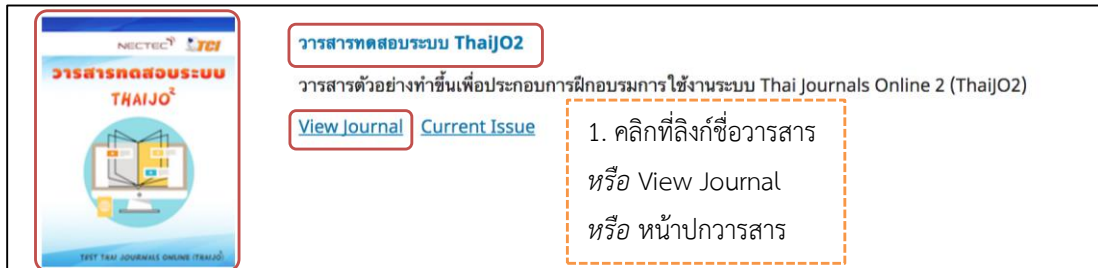 NECTEC TCI
วารสารทดสอบระบบ
THAIJO2
TEST THAI JOURNALS ONLINE (THAIJO)
วารสารทดสอบระบบ ThaiJO2
วารสารตัวอย่างทำขึ้นเพื่อประกอบการฝึกอบรมการใช้งานระบบ Thai Journals Online 2 (ThaiJO2)
View Journal Current Issue
1. คลิกที่ลิงก์ชื่อวารสาร
หรือ View Journal
หรือ หน้าปกวารสาร